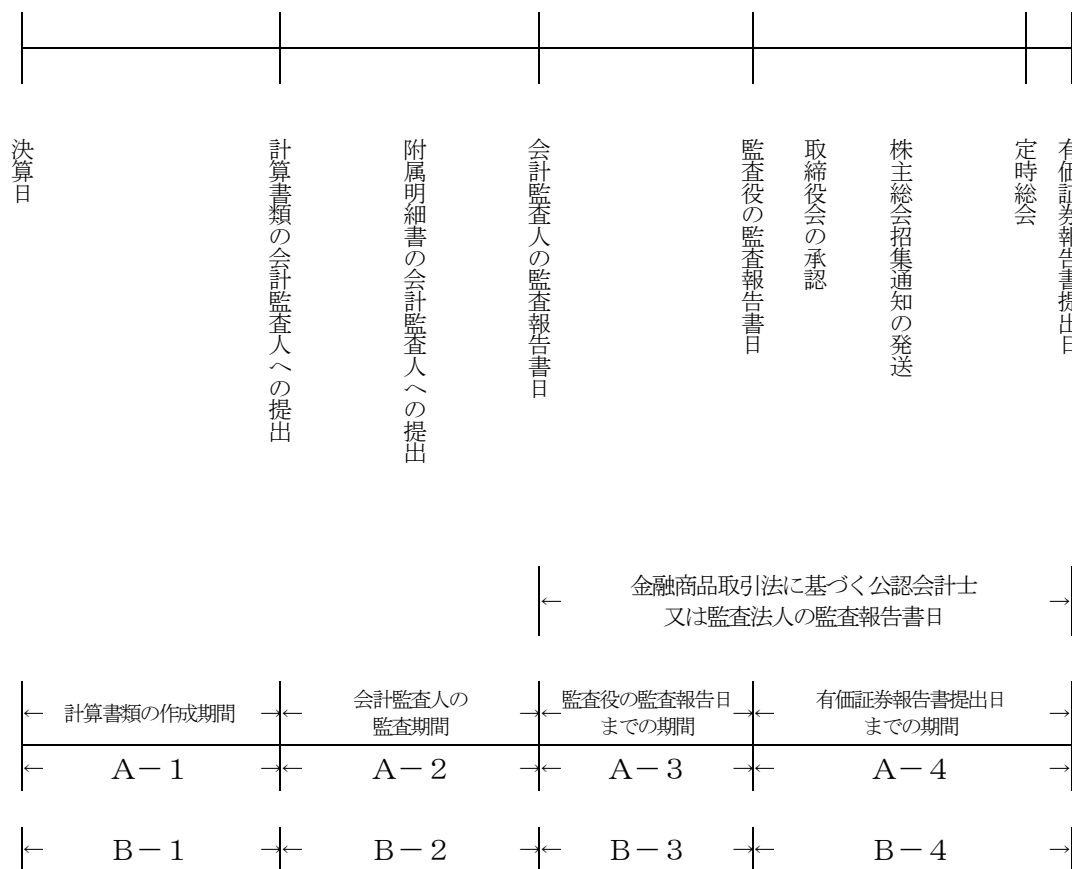 決算日
計算書類の会計監査人への提出
附属明細書の会計監査人への提出
会計監査人の監査報告書日
監査役の監査報告書日
取締役会の承認
株主総会招集通知の発送
定時総会
有価証券報告書提出日
← 金融商品取引法に基づく公認会計士 →
又は監査法人の監査報告書日
← 計算書類の作成期間 →
← 会計監査人の →
監査期間
← 監査役の監査報告日 →
までの期間
← 有価証券報告書提出日 →
までの期間
← A-1 →← A-2 →← A-3 →← A-4 →
← B-1 →← B-2 →← B-3 →← B-4 →